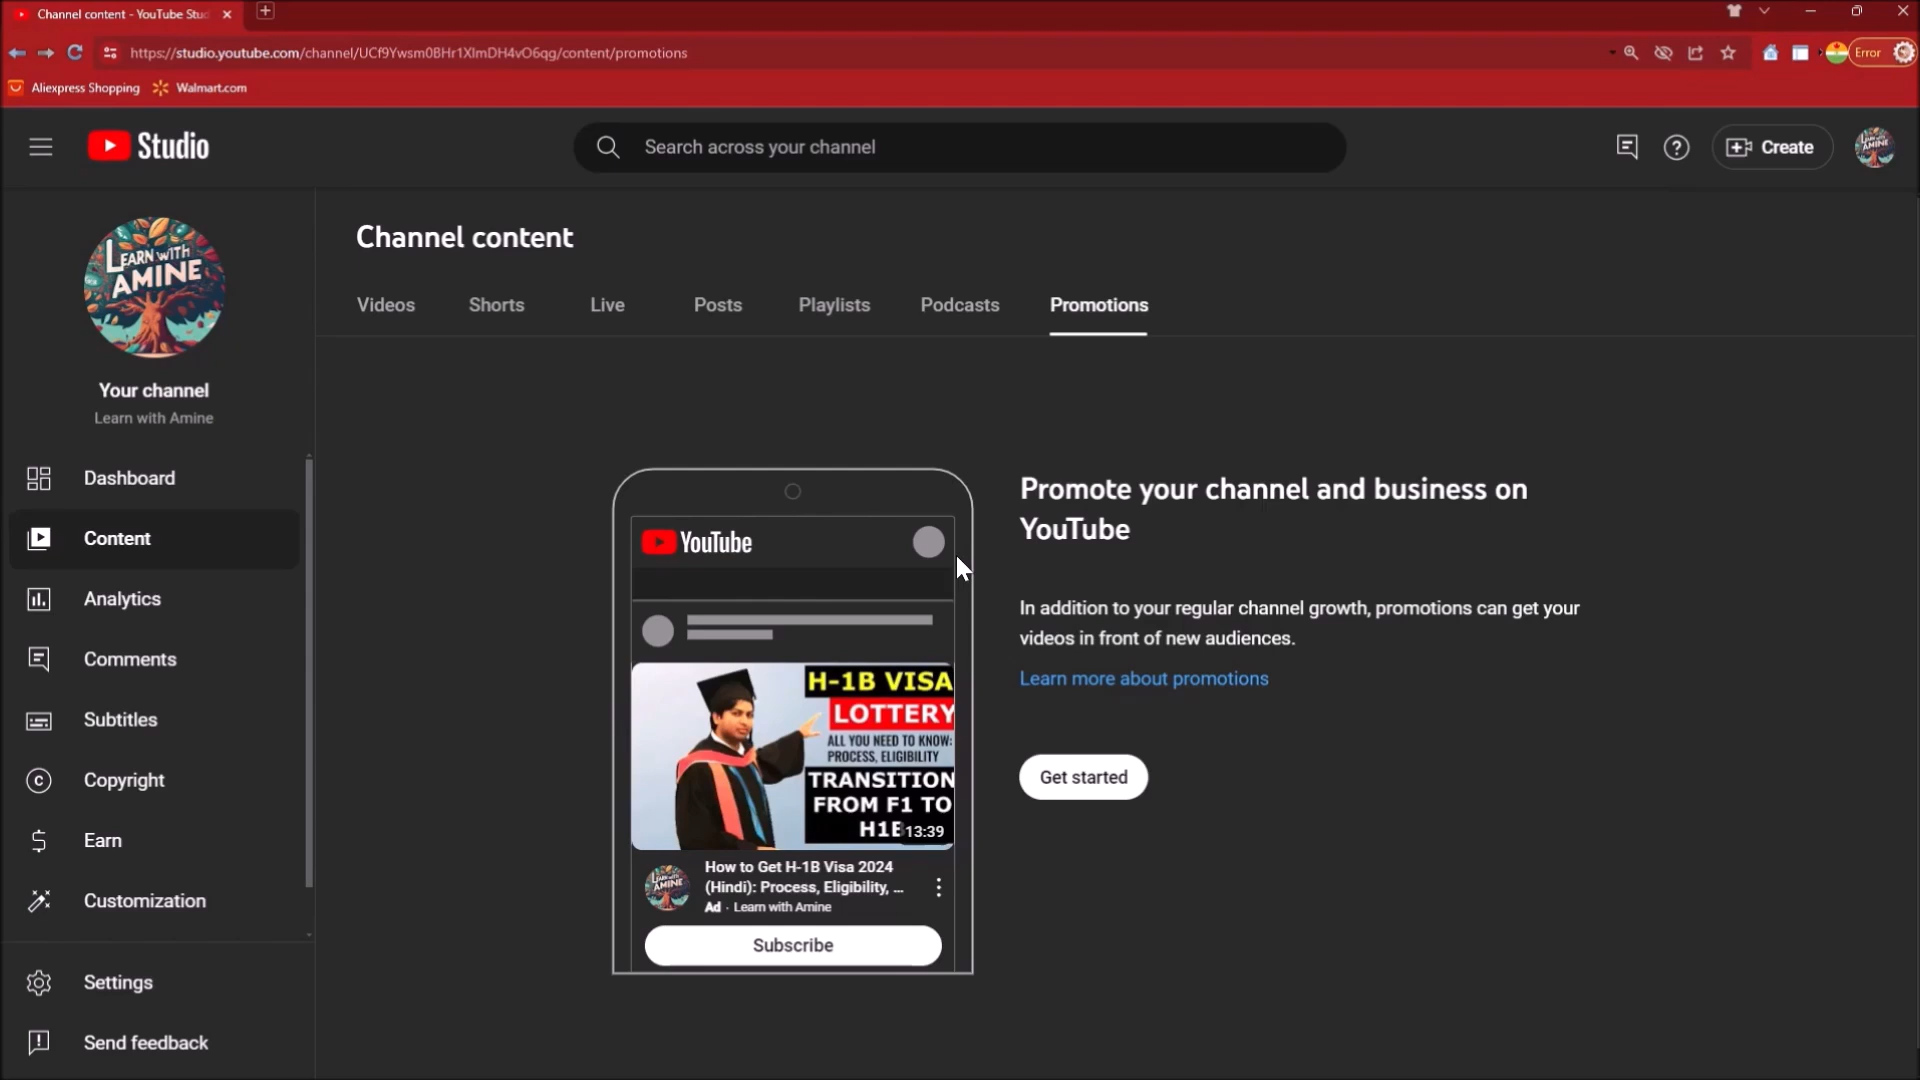 Channel content - YouTube Stu
https://studio.youtube.com/channel/UCf9Ywsm0BHr1XlmDH4vO6qg/content/promotions
Error
Aliexpress Shopping
Walmart.com
Studio
Search across your channel
Create
LEARN WITH
AMINE
Your channel
Learn with Amine
Dashboard
Content
Analytics
Comments
Subtitles
Copyright
Earn
Customization
Settings
Send feedback
Channel content
Videos
Shorts
Live
Posts
Playlists
Podcasts
Promotions
YouTube
H-1B VISA
LOTTERY
ALL YOU NEED TO KNOW:
PROCESS, ELIGIBILITY
TRANSITION
FROM F1 TO
H1B
13:39
How to Get H-1B Visa 2024
(Hindi): Process, Eligibility, ...
Ad · Learn with Amine
Subscribe
Promote your channel and business on
YouTube
In addition to your regular channel growth, promotions can get your
videos in front of new audiences.
Learn more about promotions
Get started